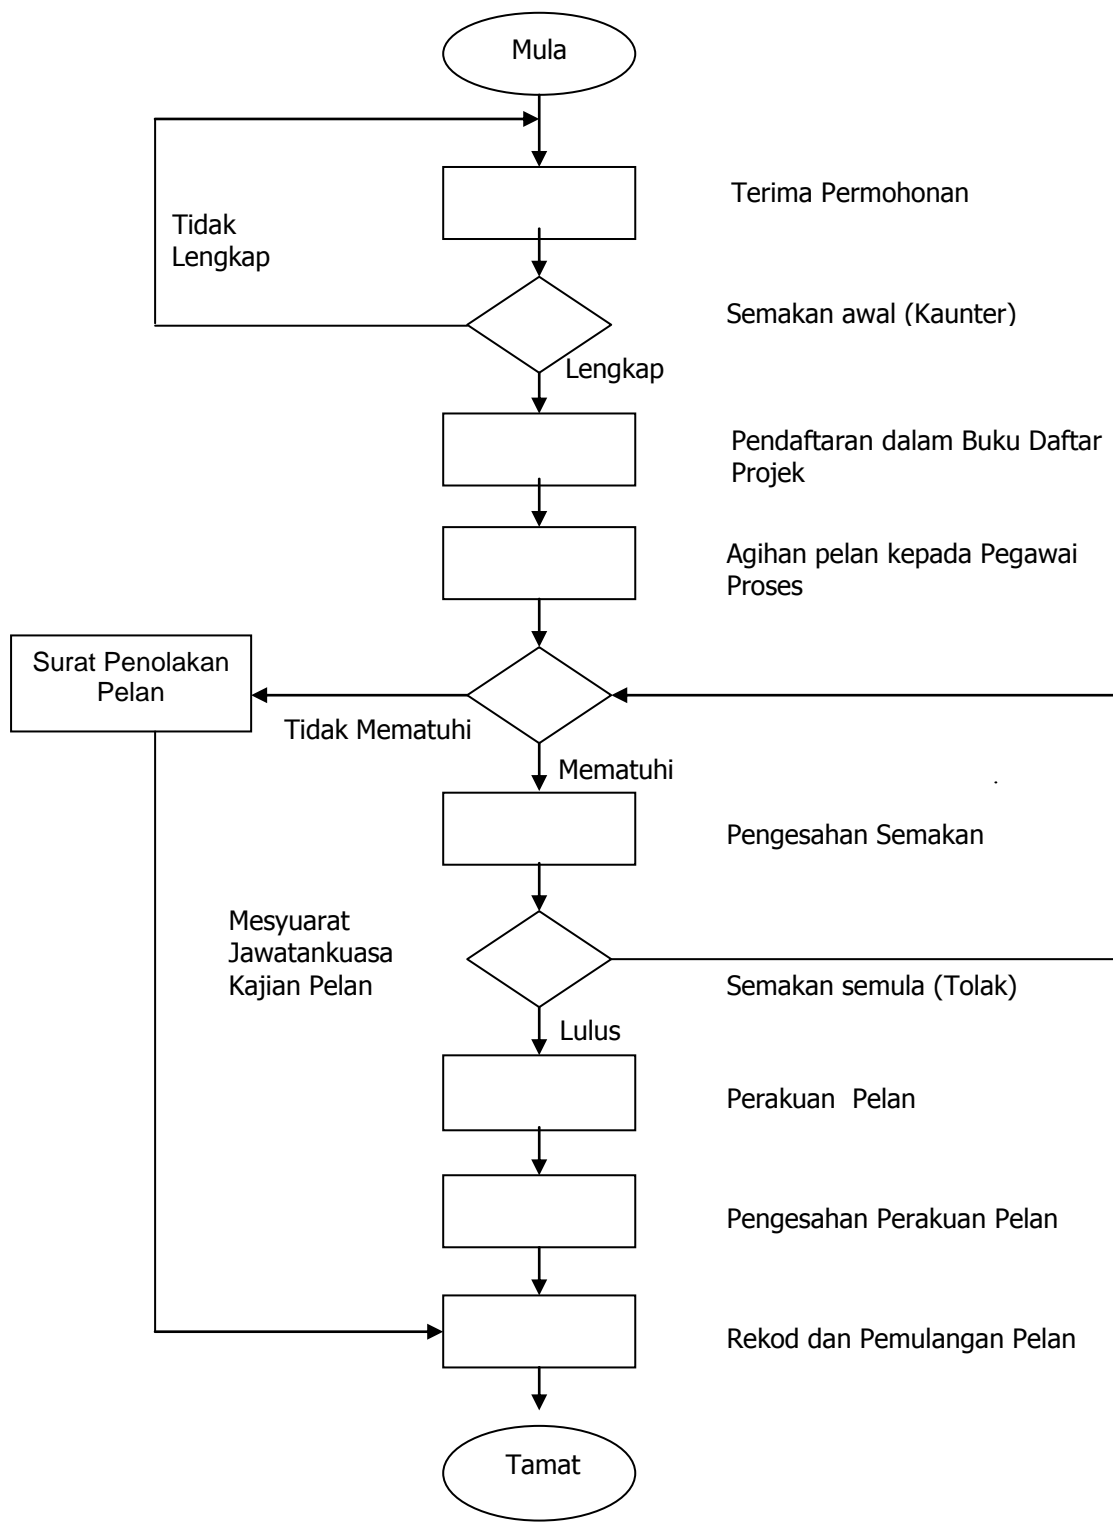 Mula
Terima Permohonan
Tidak
Lengkap
Semakan awal (Kaunter)
Lengkap
Pendaftaran dalam Buku Daftar
Projek
Agihan pelan kepada Pegawai
Proses
Surat Penolakan
Pelan
Tidak Mematuhi
Mematuhi
Pengesahan Semakan
Mesyuarat
Jawatankuasa
Kajian Pelan
Semakan semula (Tolak)
Lulus
Perakuan  Pelan
Pengesahan Perakuan Pelan
Rekod dan Pemulangan Pelan
Tamat